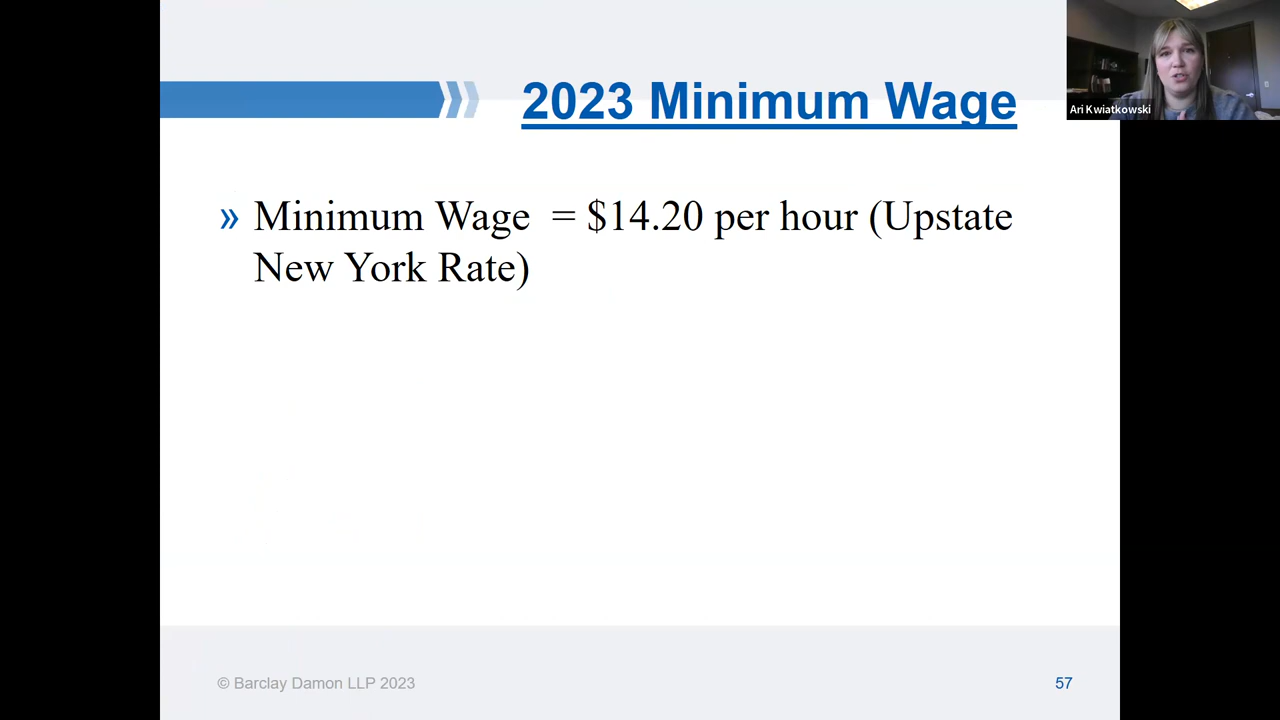 2023 Minimum Wage
Ari Kwiatkowski
» Minimum Wage = $14.20 per hour (Upstate
New York Rate)
© Barclay Damon LLP 2023
57